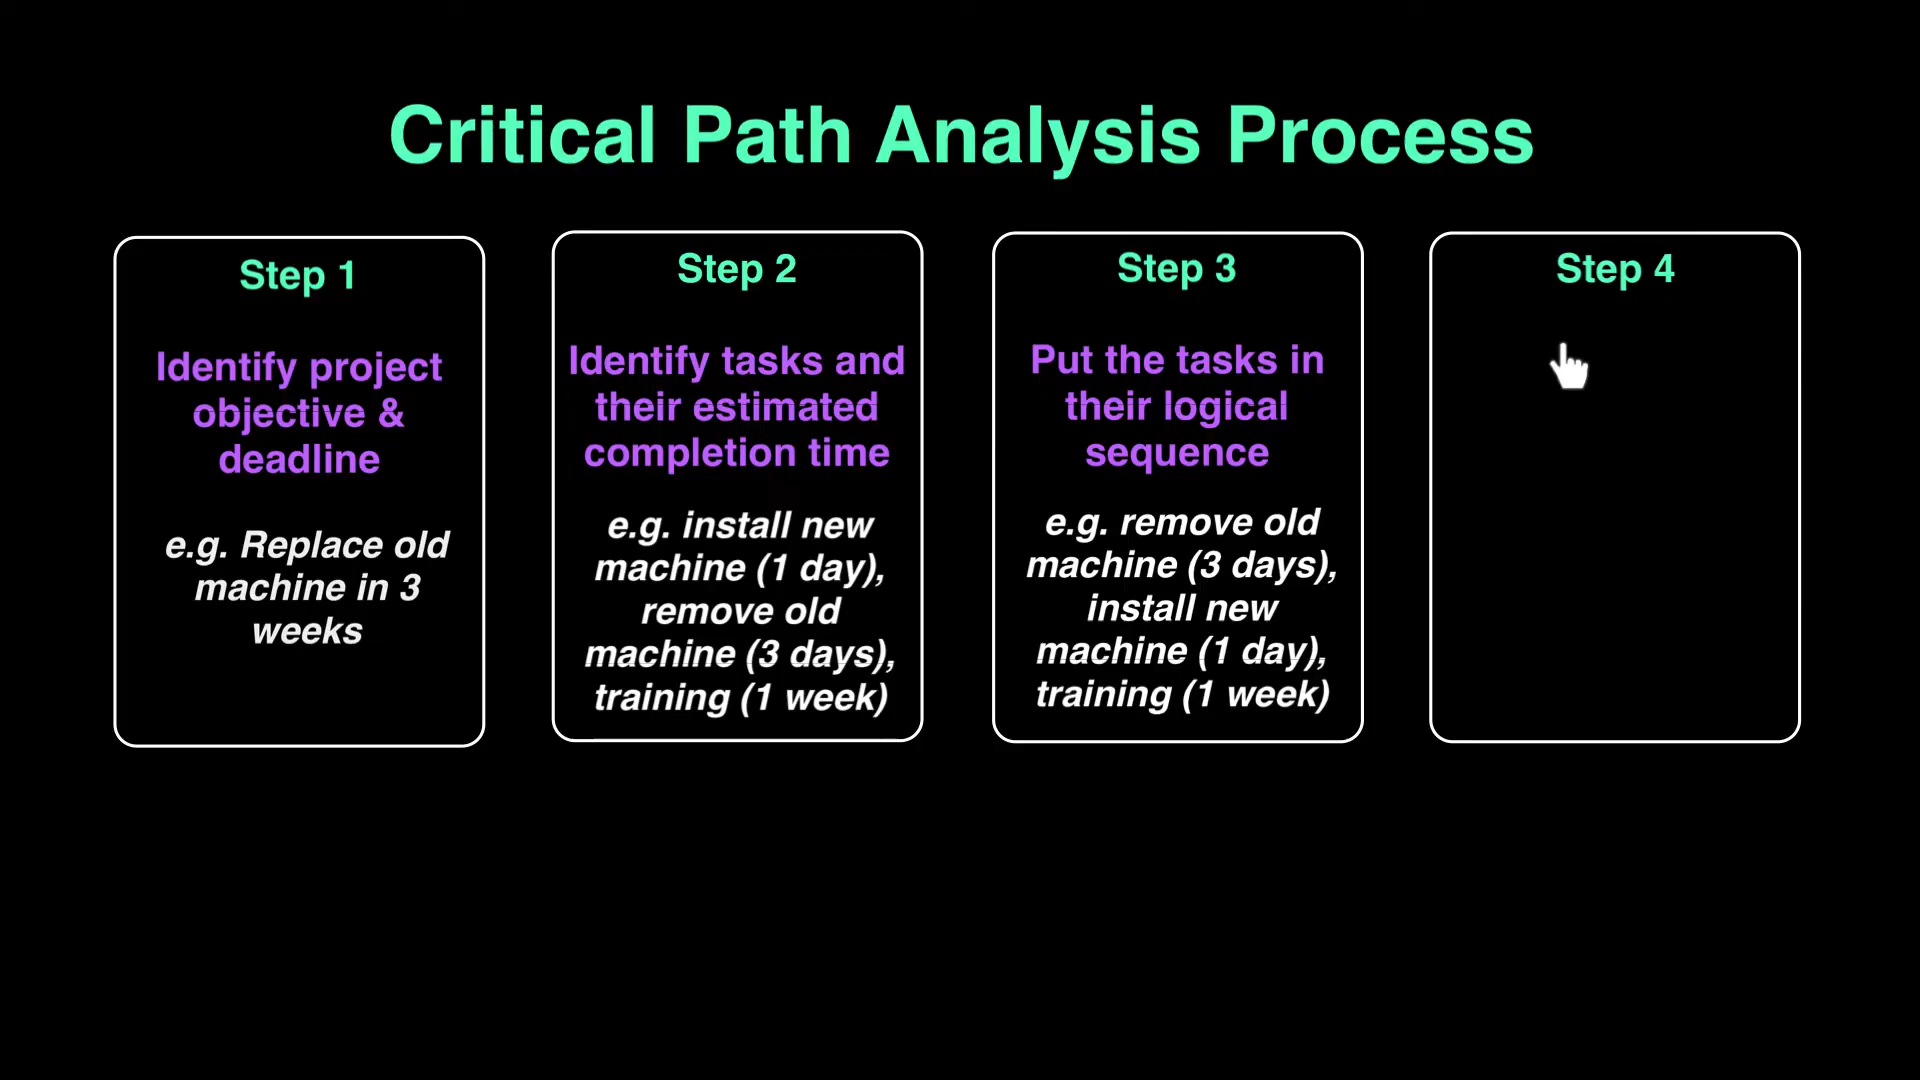 Critical Path Analysis Process
Step 1
Identify project
objective &
deadline
e.g. Replace old
machine in 3
weeks
Step 2
Identify tasks and
their estimated
completion time
e.g. install new
machine (1 day),
remove old
machine (3 days),
training (1 week)
Step 3
Put the tasks in
their logical
sequence
e.g. remove old
machine (3 days),
install new
machine (1 day),
training (1 week)
Step 4